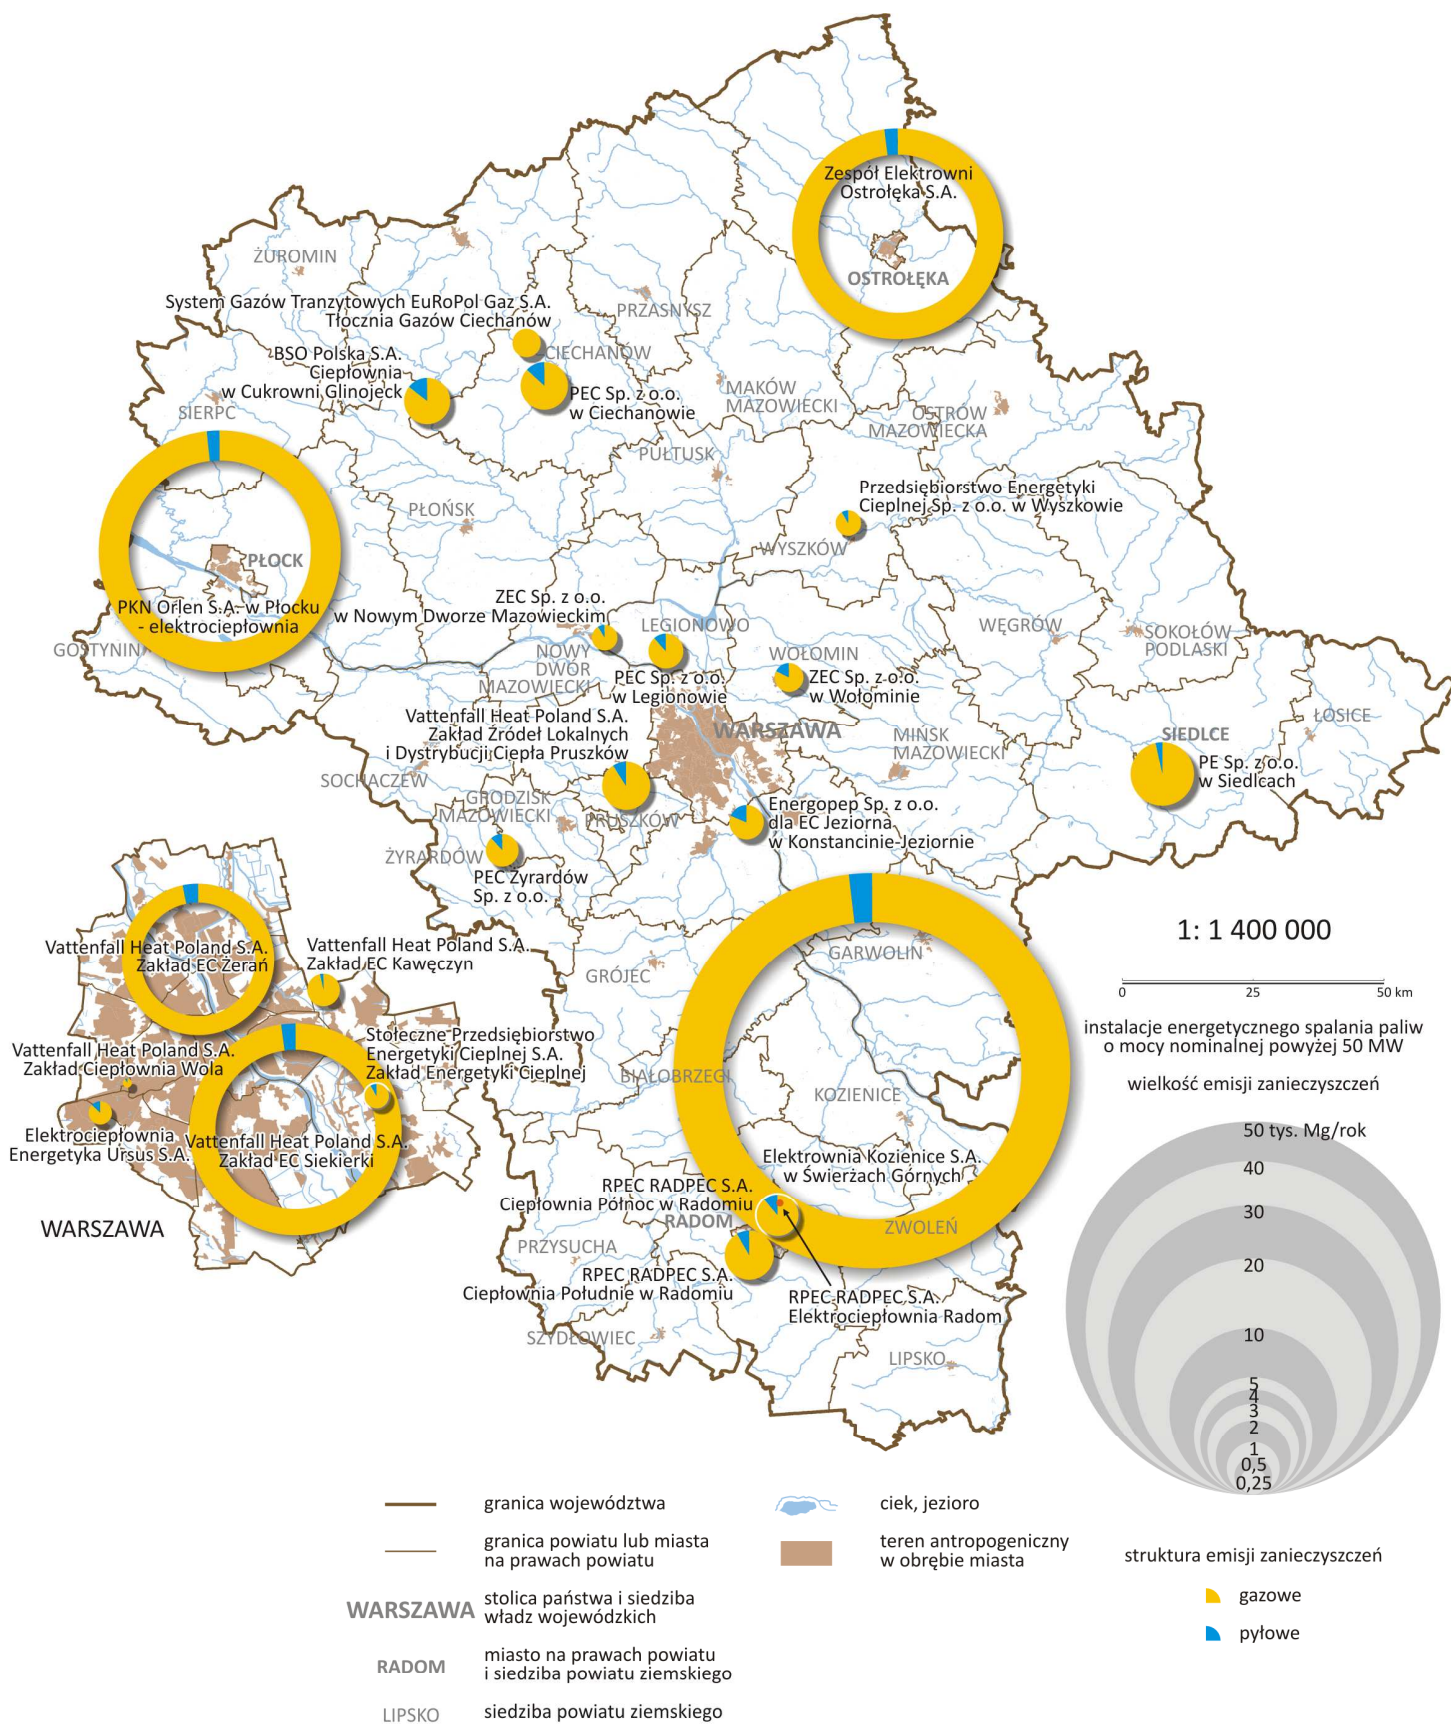 Zespół Elektrowni
Ostrołęka S.A.
OSTROŁĘKA
ŻUROMIN
System Gazów Tranzytowych EuRoPol Gaz S.A.
Tłocznia Gazów Ciechanów
PRZASNYSZ
CIECHANÓW
BSO Polska S.A.
Ciepłownia
w Cukrowni Glinojeck
PEC Sp. z o.o.
w Ciechanowie
MAKÓW
MAZOWIECKI
SIERPC
OSTRÓW
MAZOWIECKA
PUŁTUSK
Przedsiębiorstwo Energetyki
Cieplnej Sp. z o.o. w Wyszkowie
PŁOŃSK
WYSZKÓW
PŁOCK
PKN Orlen S.A. w Płocku
- elektrociepłownia
GOSTYNIN
ZEC Sp. z o.o.
w Nowym Dworze Mazowieckim
LEGIONOWO
NOWY
DWÓR
MAZOWIECKI
PEC Sp. z o.o.
w Legionowie
WOŁOMIN
ZEC Sp. z o.o.
w Wołominie
WĘGRÓW
SOKOŁÓW
PODLASKI
Vattenfall Heat Poland S.A.
Zakład Źródeł Lokalnych
i Dystrybucji Ciepła Pruszków
WARSZAWA
MIŃSK
MAZOWIECKI
SIEDLCE
PE Sp. z o.o.
w Siedlcach
ŁOSICE
SOCHACZEW
GRODZISK
MAZOWIECKI
PRUSZKÓW
Energopep Sp. z o.o.
dla EC Jeziorna
w Konstancinie-Jeziornie
ŻYRARDÓW
PEC Żyrardów
Sp. z o.o.
Vattenfall Heat Poland S.A.
Zakład EC Żerań
Vattenfall Heat Poland S.A.
Zakład EC Kawęczyn
Stołeczne Przedsiębiorstwo
Energetyki Cieplnej S.A.
Zakład Energetyki Cieplnej
Vattenfall Heat Poland S.A.
Zakład Ciepłownia Wola
Elektrociepłownia
Energetyka Ursus S.A.
Vattenfall Heat Poland S.A.
Zakład EC Siekierki
WARSZAWA
GARWOLIN
GRÓJEC
BIAŁOBRZEGI
KOZIENICE
Elektrownia Kozienice S.A.
w Świerżach Górnych
RPEC RADPEC S.A.
Ciepłownia Północ w Radomiu
RADOM
ZWOLEŃ
PRZYSUCHA
RPEC RADPEC S.A.
Ciepłownia Południe w Radomiu
RPEC RADPEC S.A.
Elektrociepłownia Radom
SZYDŁOWIEC
LIPSKO
1: 1 400 000
0 25 50 km
instalacje energetycznego spalania paliw
o mocy nominalnej powyżej 50 MW
wielkość emisji zanieczyszczeń
50 tys. Mg/rok
40
30
20
10
5
4
3
2
1
0,5
0,25
struktura emisji zanieczyszczeń
gazowe
pyłowe
granica województwa
granica powiatu lub miasta
na prawach powiatu
WARSZAWA
stolica państwa i siedziba
władz wojewódzkich
RADOM
miasto na prawach powiatu
i siedziba powiatu ziemskiego
LIPSKO
siedziba powiatu ziemskiego
ciek, jezioro
teren antropogeniczny
w obrębie miasta